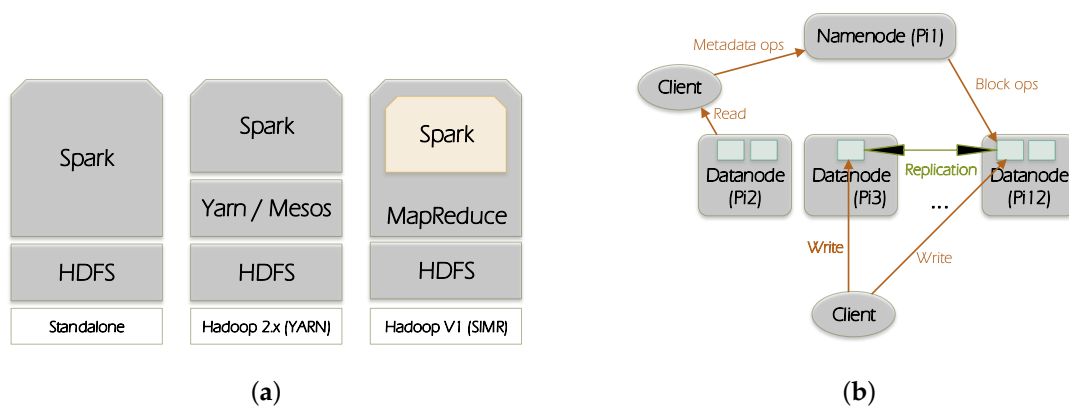 Spark
HDFS
Standalone
Spark
Yarn / Mesos
HDFS
Hadoop 2.x (YARN)
Spark
MapReduce
HDFS
Hadoop V1 (SIMR)
(a)
Namenode (Pi1)
Metadata ops
Client
Block ops
Read
Datanode
(Pi2)
Datanode
(Pi3)
Replication
...
Datanode
(Pi12)
Write
Write
Client
(b)